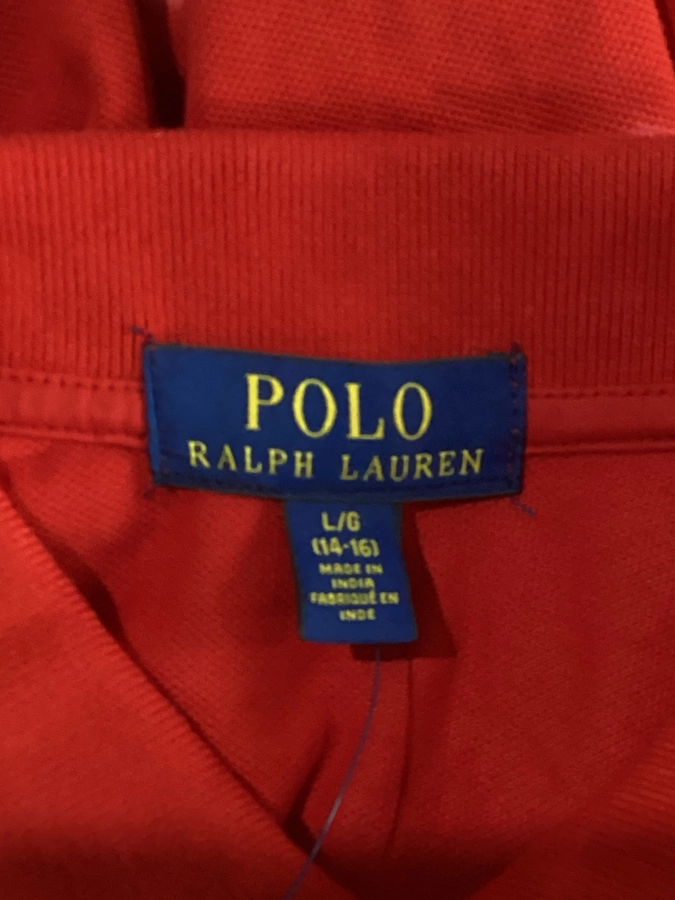 POLO
RALPH LAUREN
L/G
(14-16)
MADE IN
INDIA
FABRIQUÉ EN
INDE